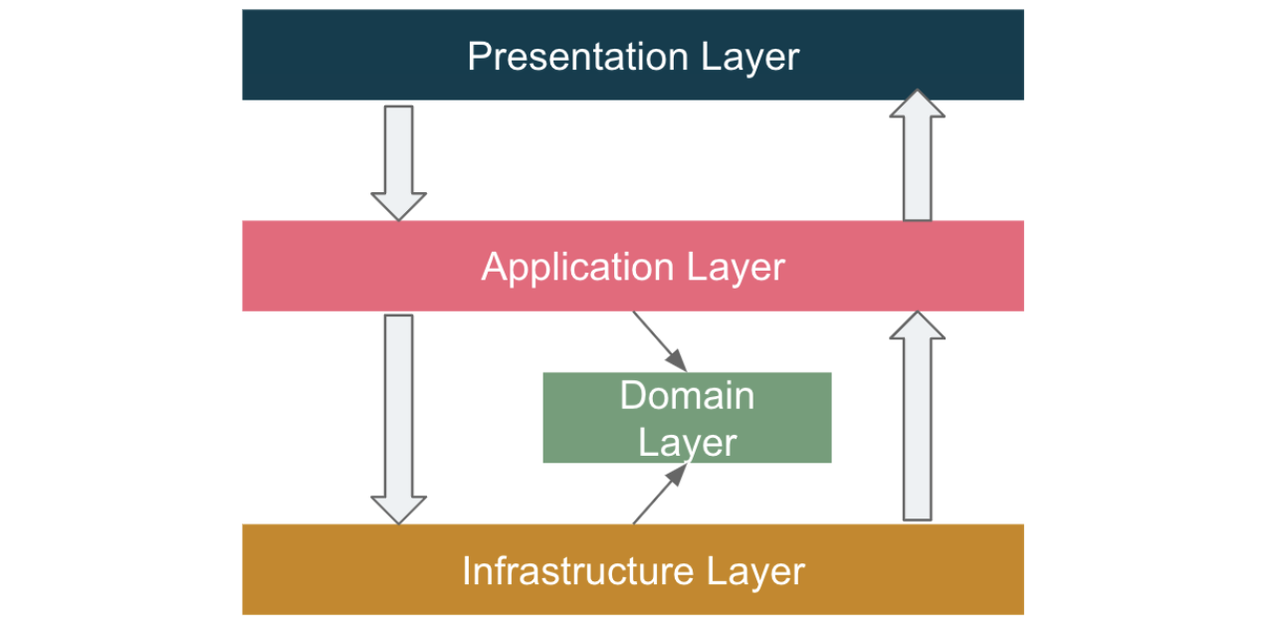 Presentation Layer
Application Layer
Domain
Layer
Infrastructure Layer